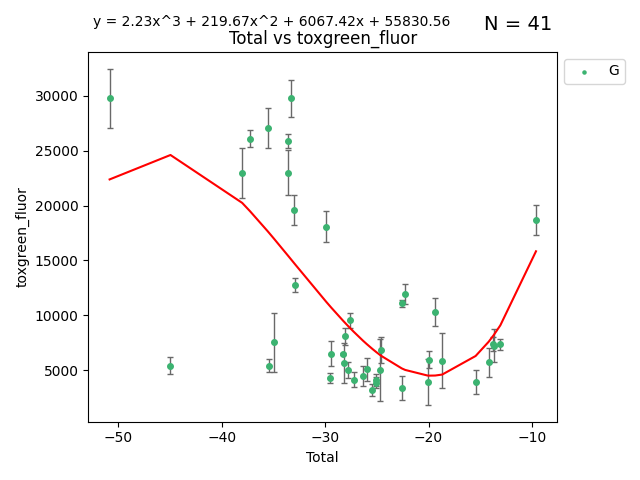 y = 2.23x^3 + 219.67x^2 + 6067.42x + 55830.56
N = 41
Total vs toxgreen_fluor
G
30000
25000
20000
15000
10000
5000
toxgreen_fluor
−50
−40
−30
−20
−10
Total